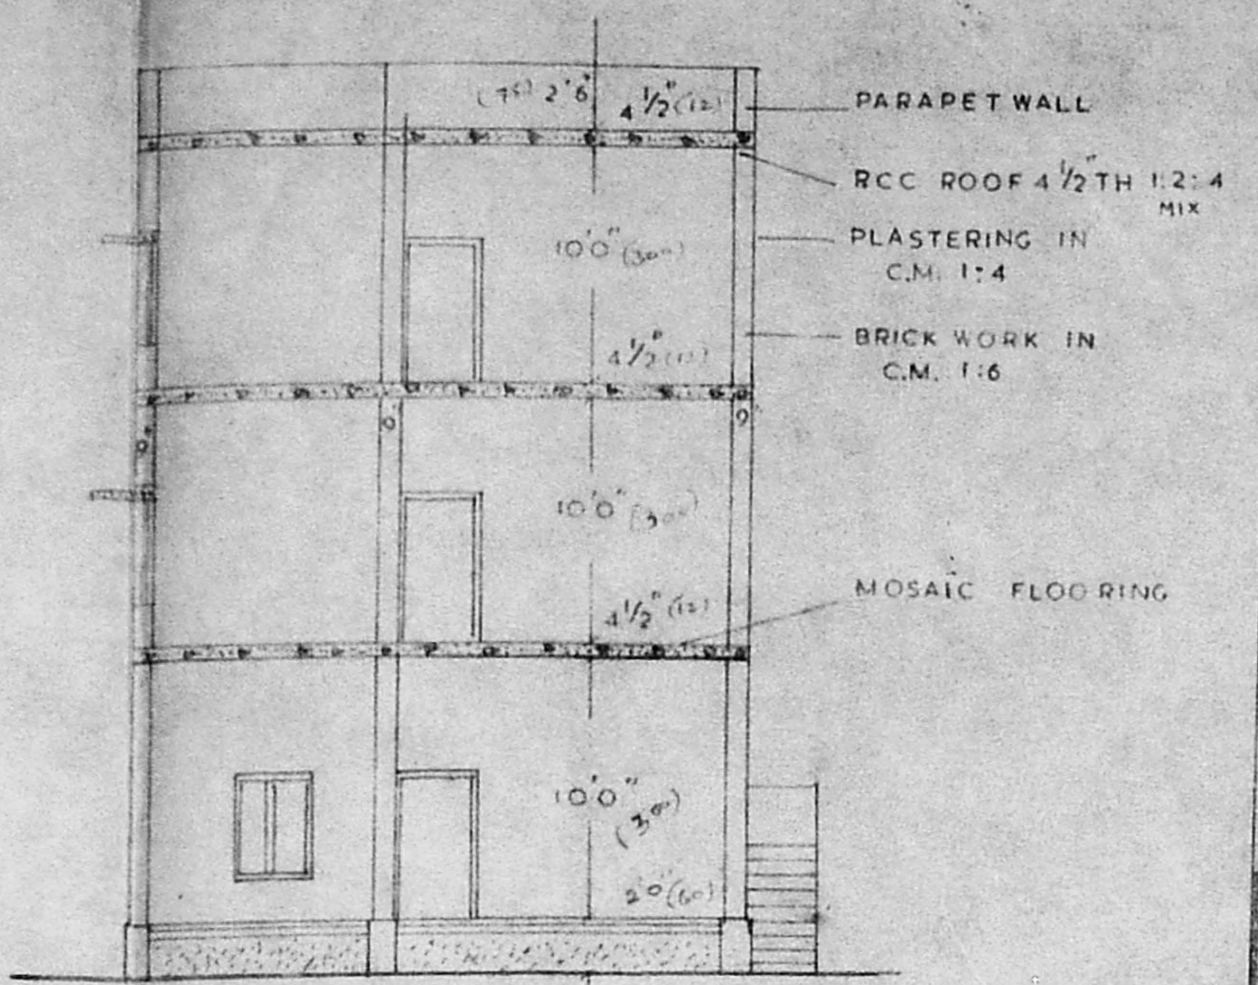 (75) 2'6"
4 1/2" (12)
PARAPET WALL
RCC ROOF 4 1/2" TH 1:2:4
MIX
PLASTERING IN
C.M. 1:4
10'0" (300)
BRICK WORK IN
C.M. 1:6
4 1/2" (12)
10'0" (300)
MOSAIC FLOORING
4 1/2" (12)
10'0"
(300)
2'0" (60)